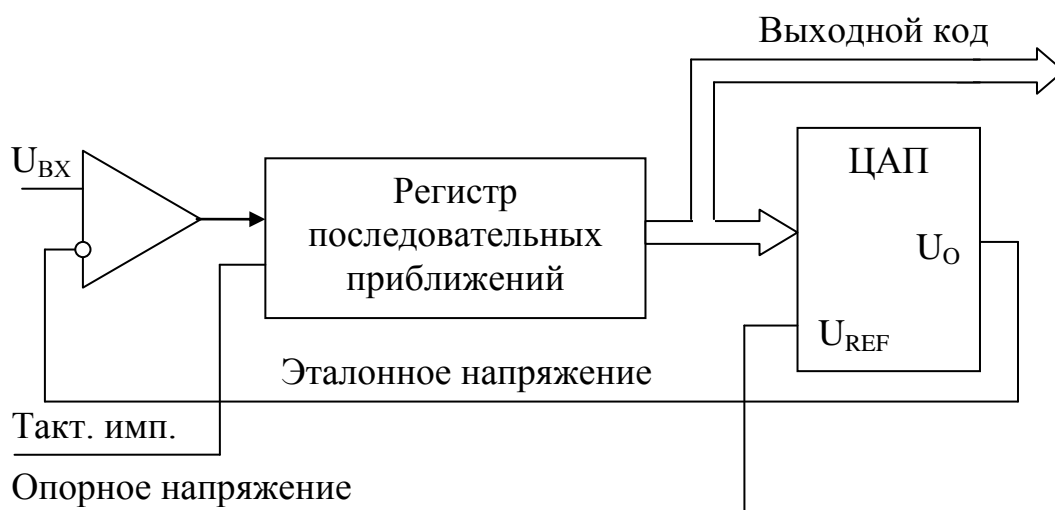 Выходной код
U_BX
Регистр
последовательных
приближений
ЦАП
U_O
U_REF
Эталонное напряжение
Такт. имп.
Опорное напряжение